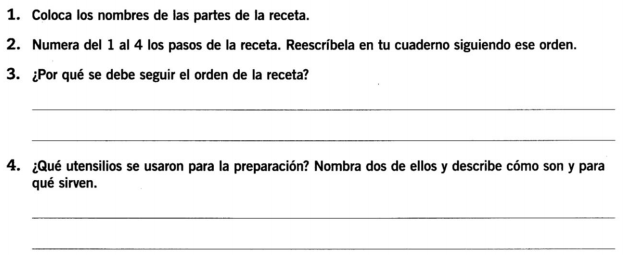 1. Coloca los nombres de las partes de la receta.
2. Numera del 1 al 4 los pasos de la receta. Reescríbela en tu cuaderno siguiendo ese orden.
3. ¿Por qué se debe seguir el orden de la receta?
4. ¿Qué utensilios se usaron para la preparación? Nombra dos de ellos y describe cómo son y para
qué sirven.